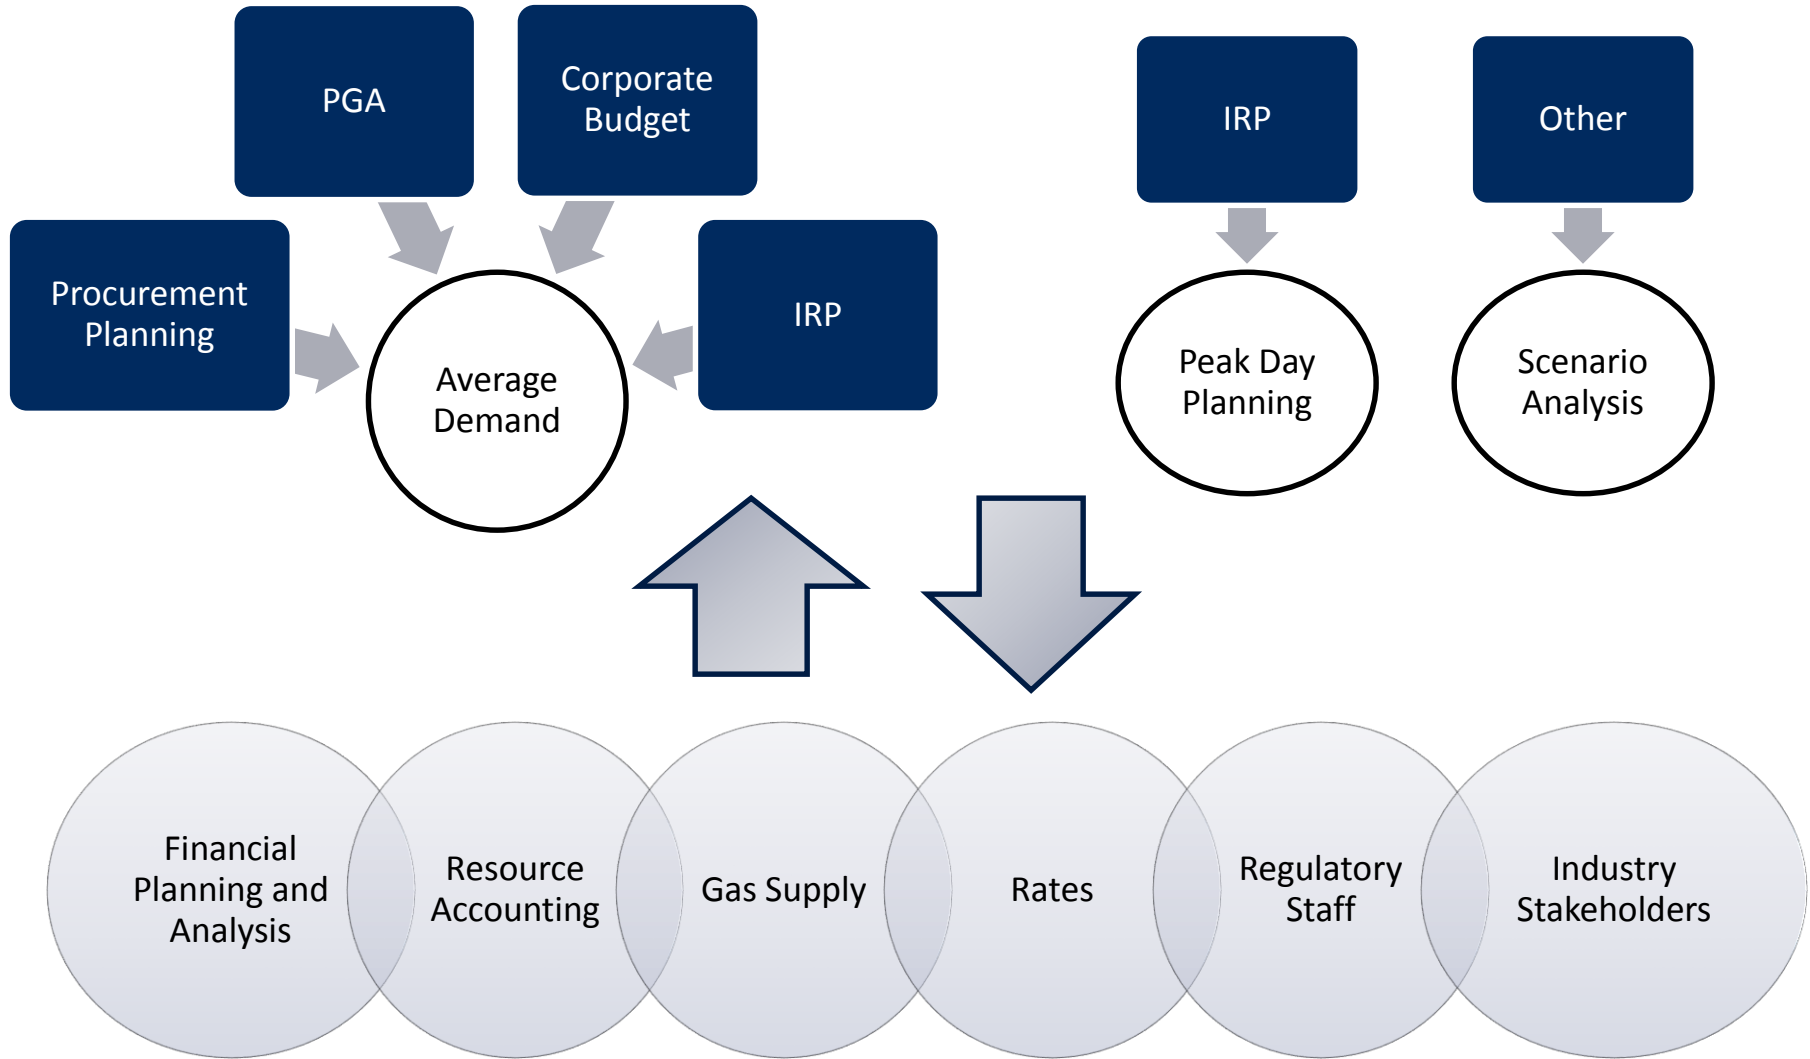 PGA
Corporate
Budget
IRP
Other
Procurement
Planning
IRP
Average
Demand
Peak Day
Planning
Scenario
Analysis
Financial
Planning and
Analysis
Resource
Accounting
Gas Supply
Rates
Regulatory
Staff
Industry
Stakeholders